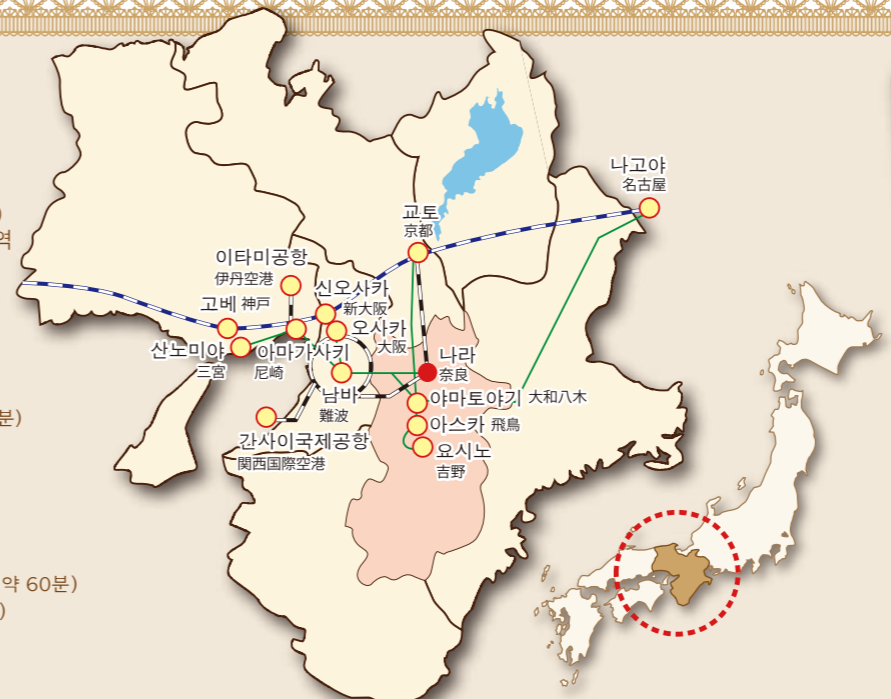 )
역
분)
약 60분)
)
나고야
名古屋
교토
京都
이타미공항
伊丹空港
신오사카
新大阪
고베 神戸
오사카
大阪
산노미야
三宮
아마가사키
尼崎
나라
奈良
남바
難波
야마토야기 大和八木
아스카 飛鳥
간사이국제공항
関西国際空港
요시노
吉野